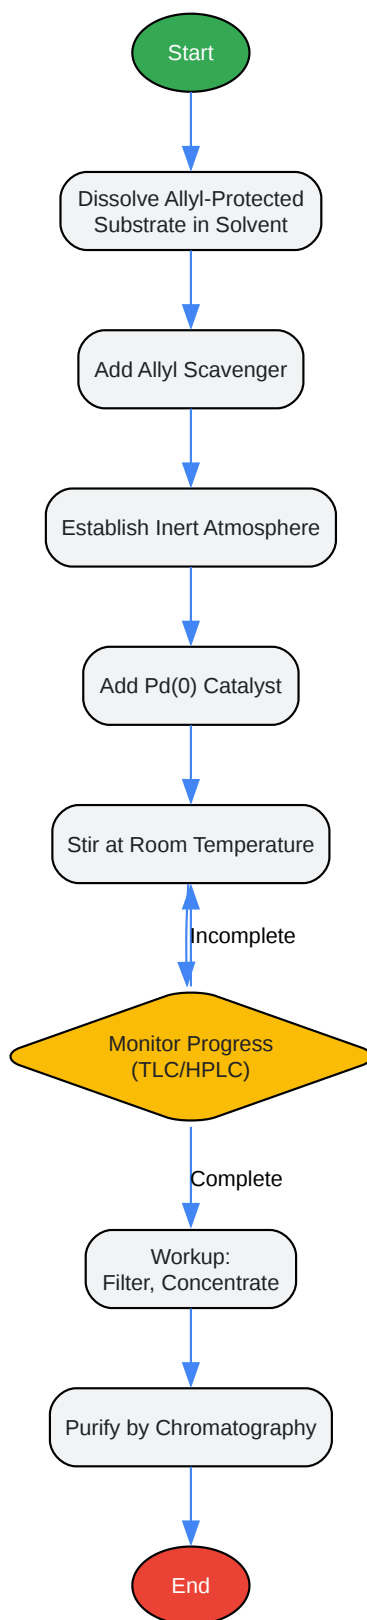 Start
Dissolve Allyl-Protected
Substrate in Solvent
Add Allyl Scavenger
Establish Inert Atmosphere
Add Pd(0) Catalyst
Stir at Room Temperature
Incomplete
Monitor Progress
(TLC/HPLC)
Complete
Workup:
Filter, Concentrate
Purify by Chromatography
End